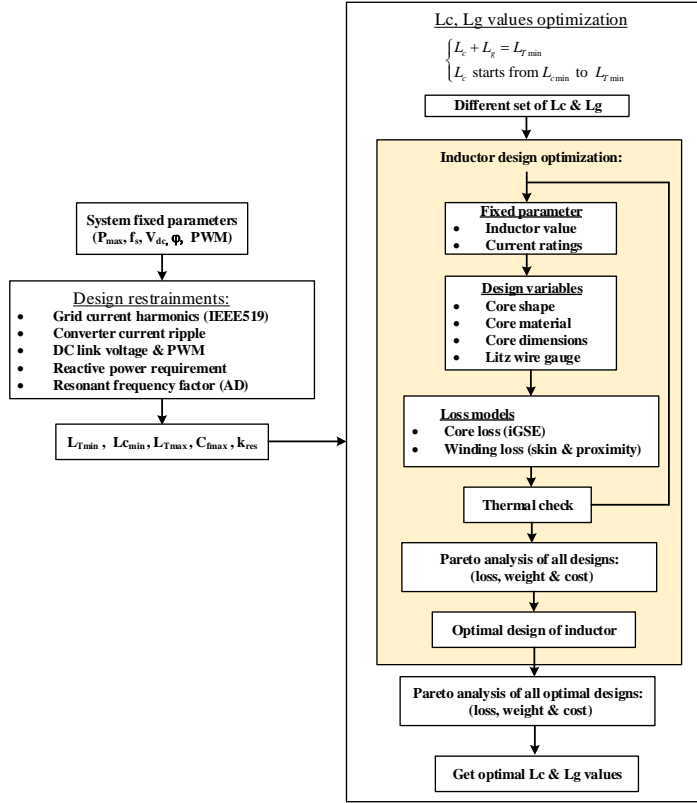 System fixed parameters
(Pmax, fs, Vdc, φ, PWM)
Design restrainments:
• Grid current harmonics (IEEE519)
• Converter current ripple
• DC link voltage & PWM
• Reactive power requirement
• Resonant frequency factor (AD)
LTmin , Lcmin, LTmax, Cfmax, kres
Lc, Lg values optimization
{ Lc + Lg = LTmin
Lc starts from Lcmin to LTmin
Different set of Lc & Lg
Inductor design optimization:
Fixed parameter
• Inductor value
• Current ratings
Design variables
• Core shape
• Core material
• Core dimensions
• Litz wire gauge
Loss models
• Core loss (iGSE)
• Winding loss (skin & proximity)
Thermal check
Pareto analysis of all designs:
(loss, weight & cost)
Optimal design of inductor
Pareto analysis of all optimal designs:
(loss, weight & cost)
Get optimal Lc & Lg values